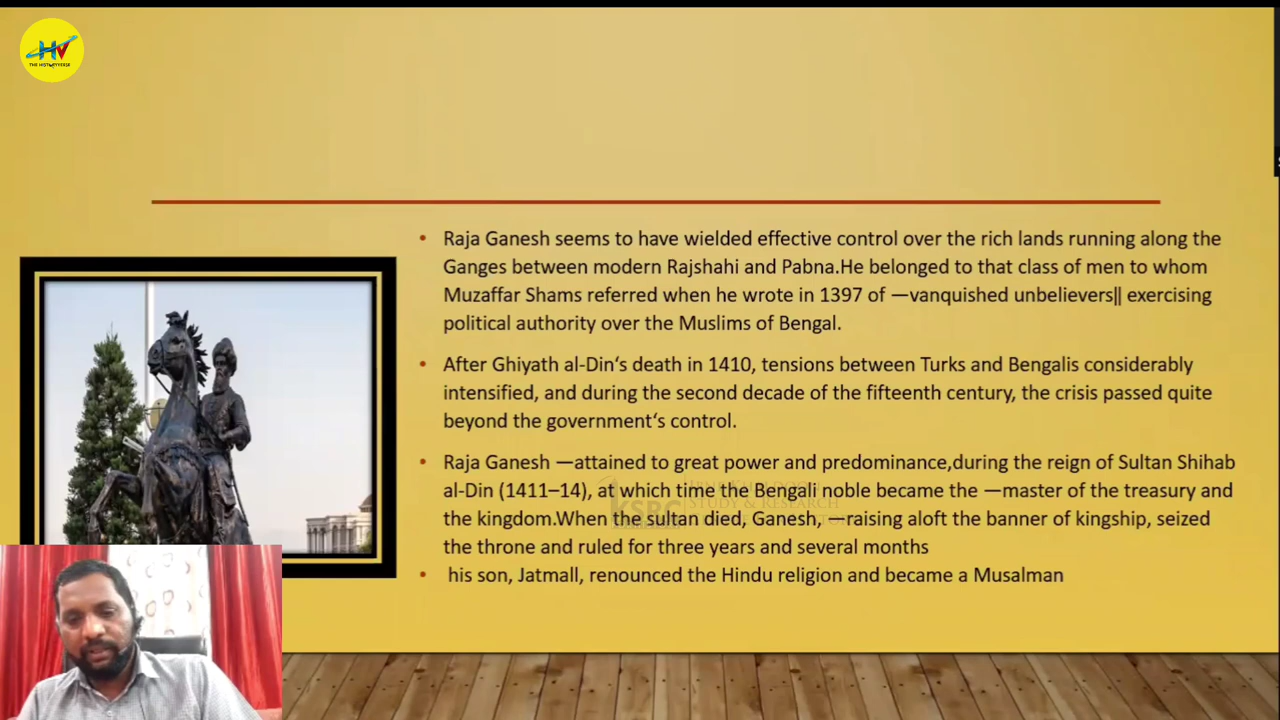 HV
THE HISTORYVERSE
Raja Ganesh seems to have wielded effective control over the rich lands running along the
Ganges between modern Rajshahi and Pabna.He belonged to that class of men to whom
Muzaffar Shams referred when he wrote in 1397 of ―vanquished unbelievers‖ exercising
political authority over the Muslims of Bengal.
After Ghiyath al-Din‘s death in 1410, tensions between Turks and Bengalis considerably
intensified, and during the second decade of the fifteenth century, the crisis passed quite
beyond the government‘s control.
Raja Ganesh ―attained to great power and predominance,during the reign of Sultan Shihab
al-Din (1411–14), at which time the Bengali noble became the ―master of the treasury and
the kingdom.When the sultan died, Ganesh, ―raising aloft the banner of kingship, seized
the throne and ruled for three years and several months
his son, Jatmall, renounced the Hindu religion and became a Musalman
KSRC
STUDY & RESEARCH